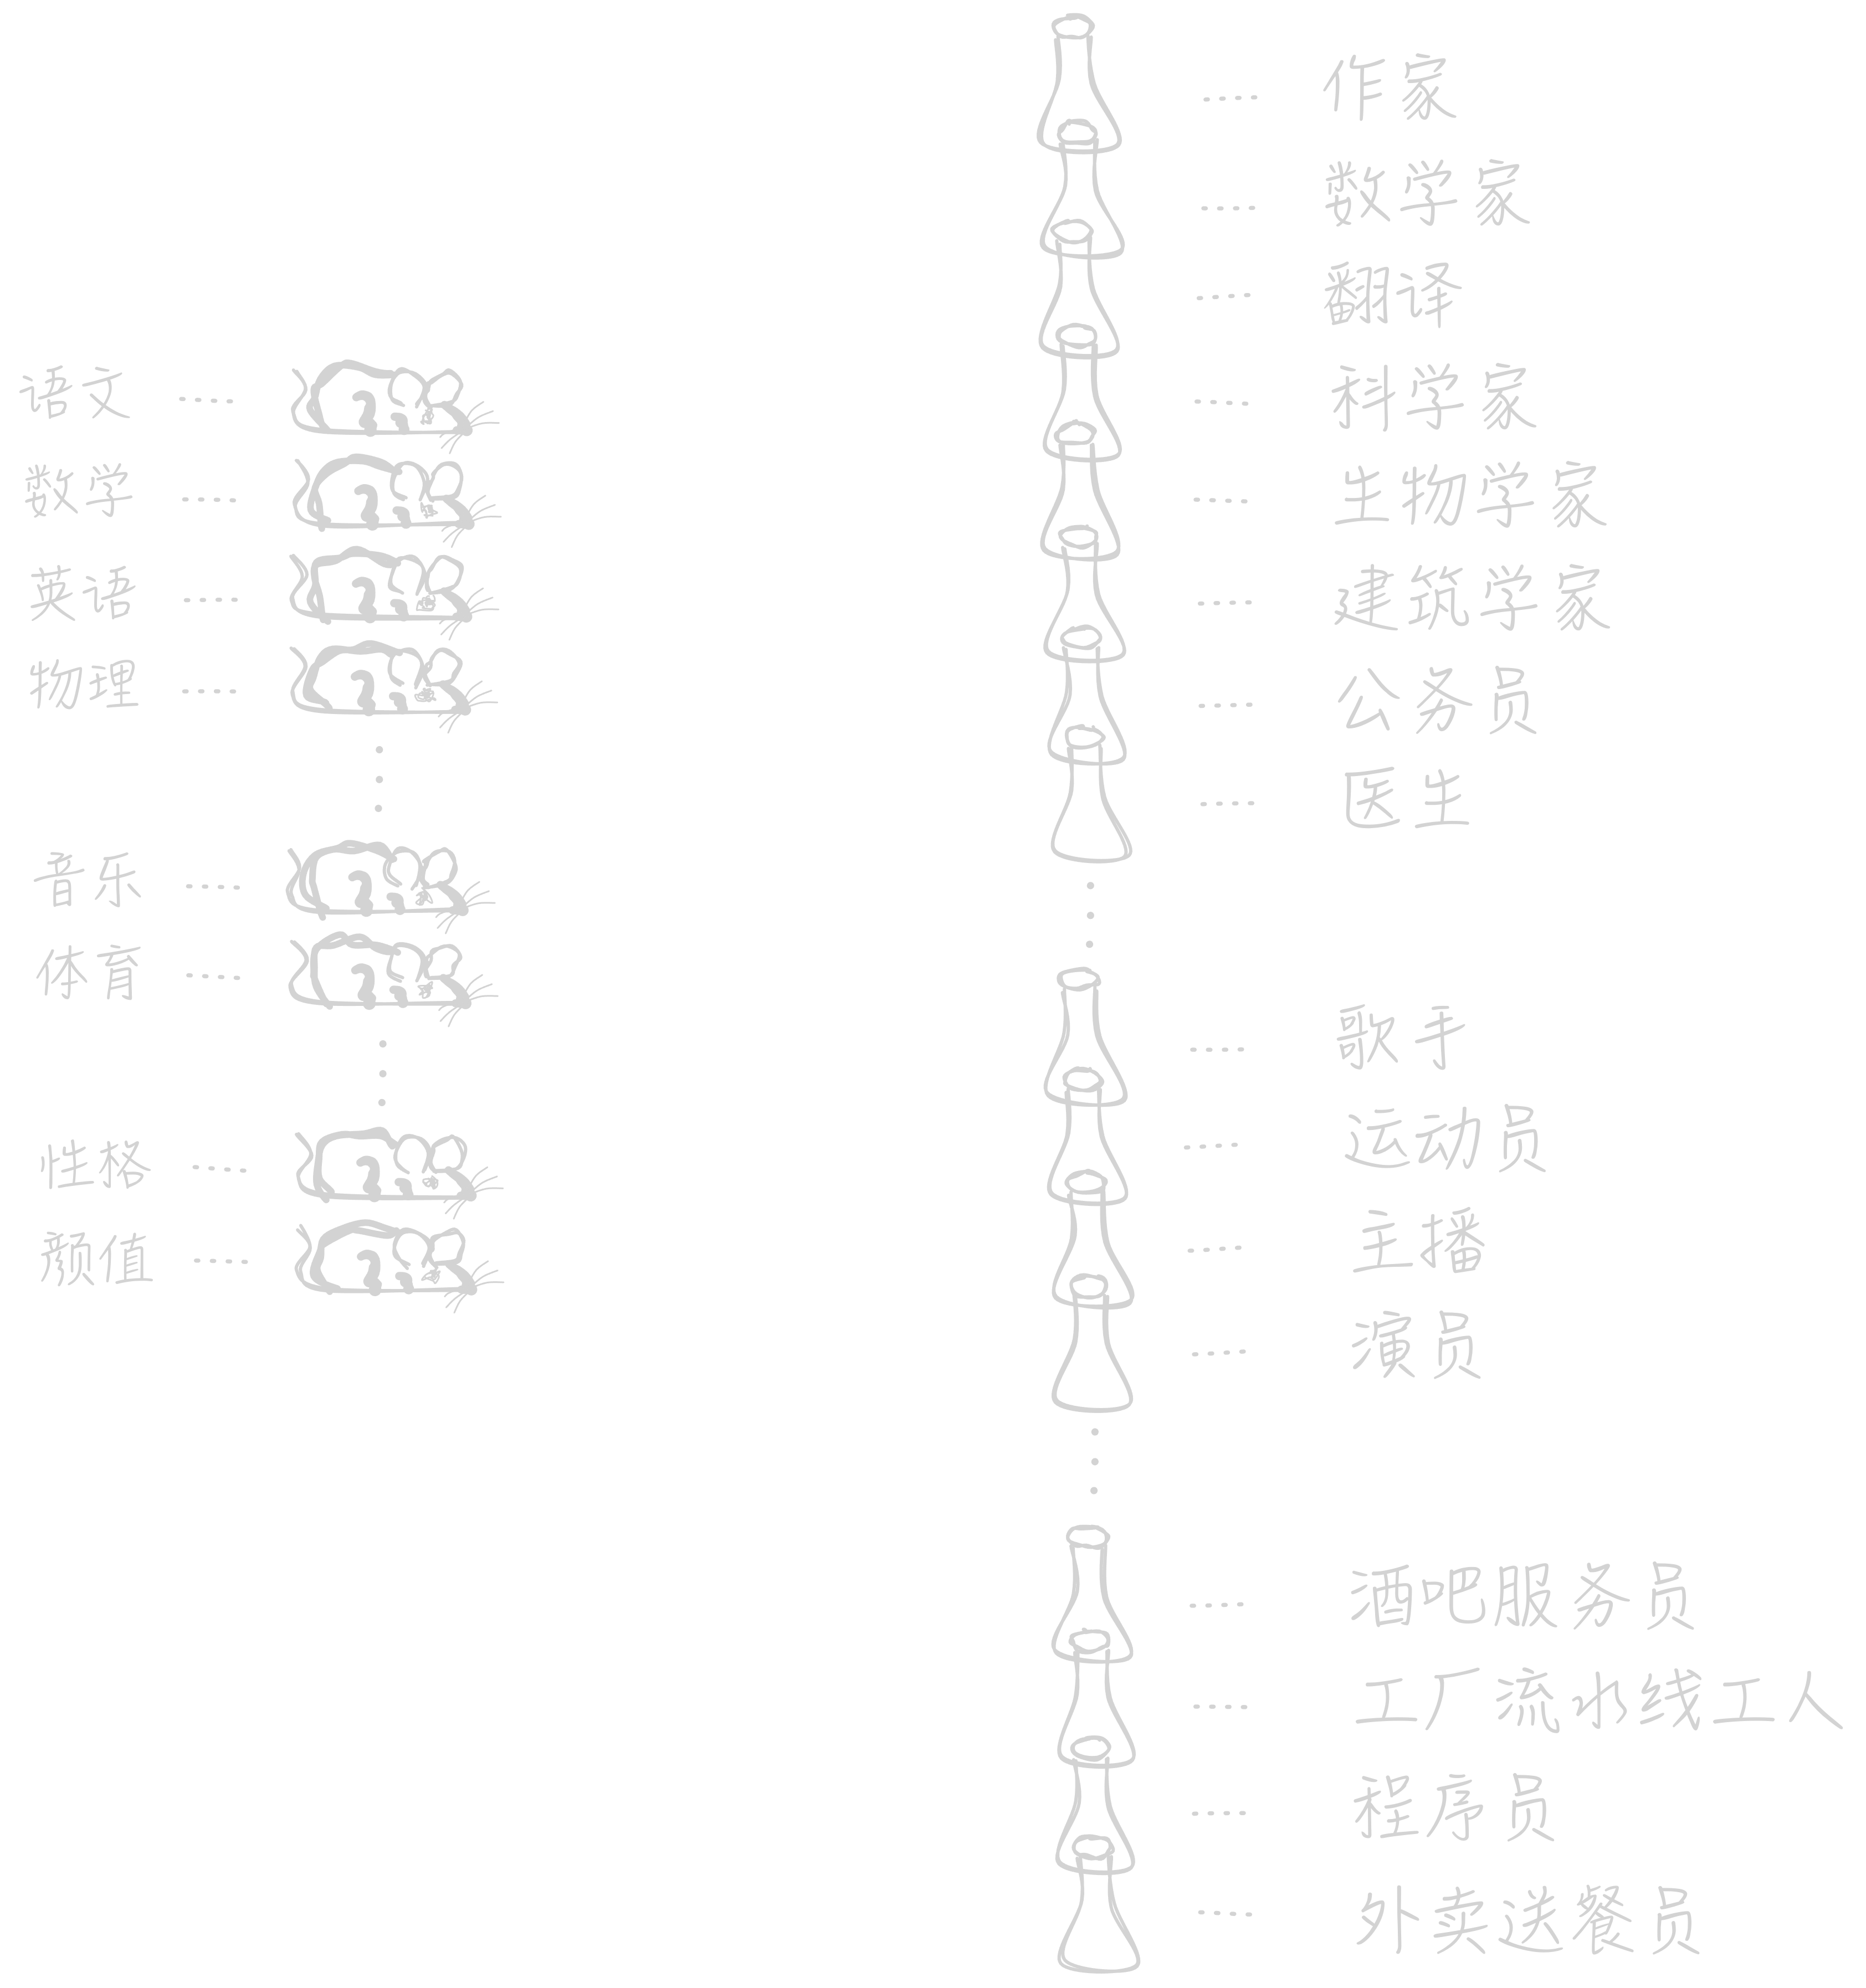 语文
数学
英语
物理
音乐
体育
性格
颜值
作家
数学家
翻译
科学家
生物学家
建筑学家
公务员
医生
歌手
运动员
主播
演员
酒吧服务员
工厂流水线工人
程序员
外卖送餐员